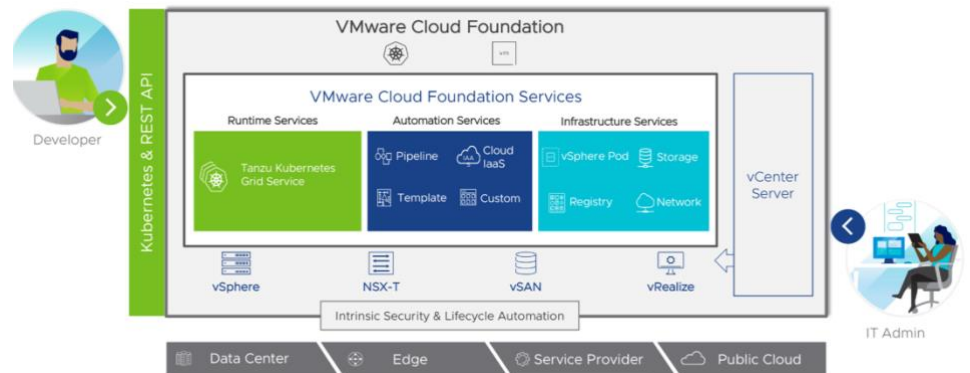 VMware Cloud Foundation
vm
VMware Cloud Foundation Services
Runtime Services
Automation Services
Infrastructure Services
Tanzu Kubernetes
Grid Service
Pipeline
IAA
Cloud
IaaS
Template
Custom
vSphere Pod
Storage
Registry
Network
Kubernetes & REST API
Developer
vCenter
Server
IT Admin
vSphere
NSX-T
vSAN
vRealize
Intrinsic Security & Lifecycle Automation
Data Center
Edge
Service Provider
Public Cloud